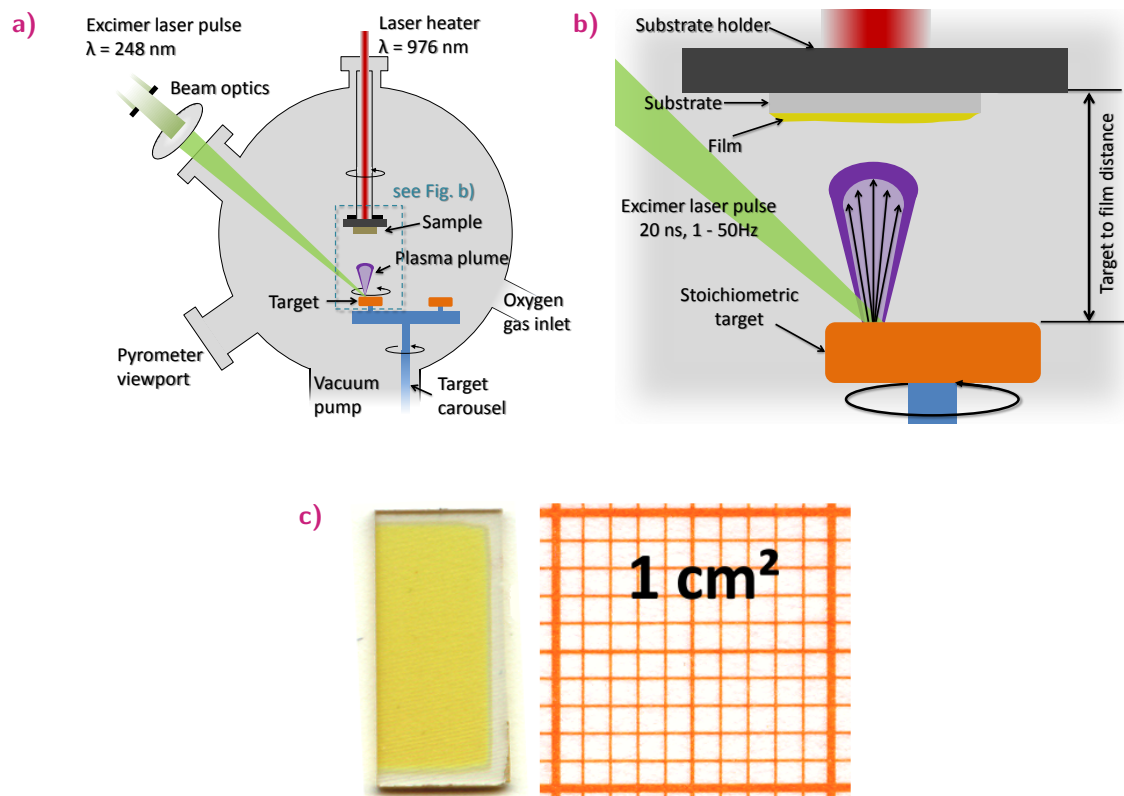 a)
Excimer laser pulse
λ = 248 nm
Laser heater
λ = 976 nm
Beam optics
see Fig. b)
Sample
Plasma plume
Target
Oxygen
gas inlet
Pyrometer
viewport
Vacuum
pump
Target
carousel
b)
Substrate holder
Substrate
Film
Excimer laser pulse
20 ns, 1 - 50Hz
Stoichiometric
target
Target to film distance
c)
1 cm²